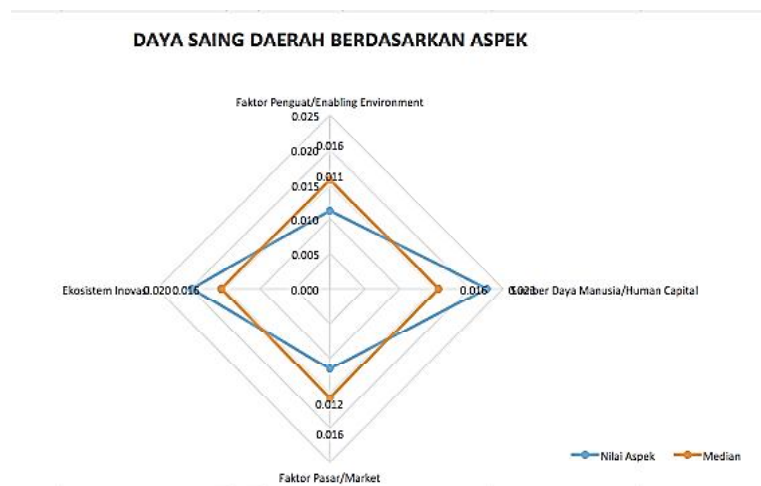 DAYA SAING DAERAH BERDASARKAN ASPEK
Faktor Penguat/Enabling Environment
0.025
0.016
0.020
0.011
0.015
0.010
0.005
Ekosistem Inovasi 0.020 0.016 0.000 0.016 0.023 Sumber Daya Manusia/Human Capital
0.012
0.016
Faktor Pasar/Market
Nilai Aspek Median